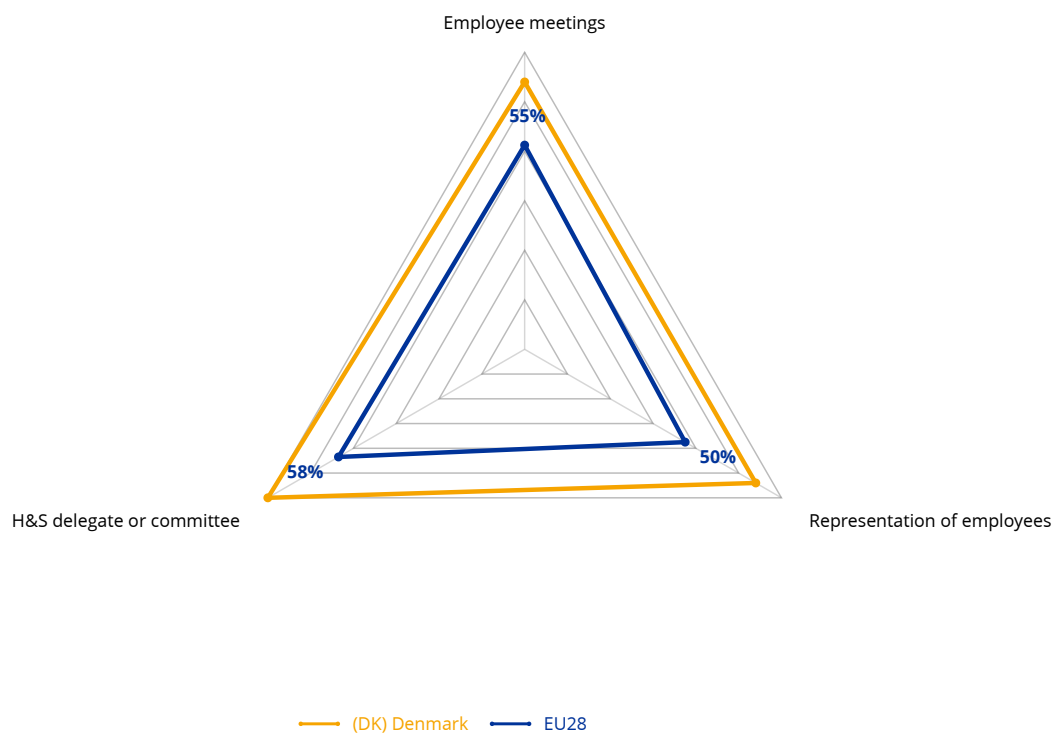 Employee meetings
55%
50%
58%
H&S delegate or committee
Representation of employees
(DK) Denmark
EU28